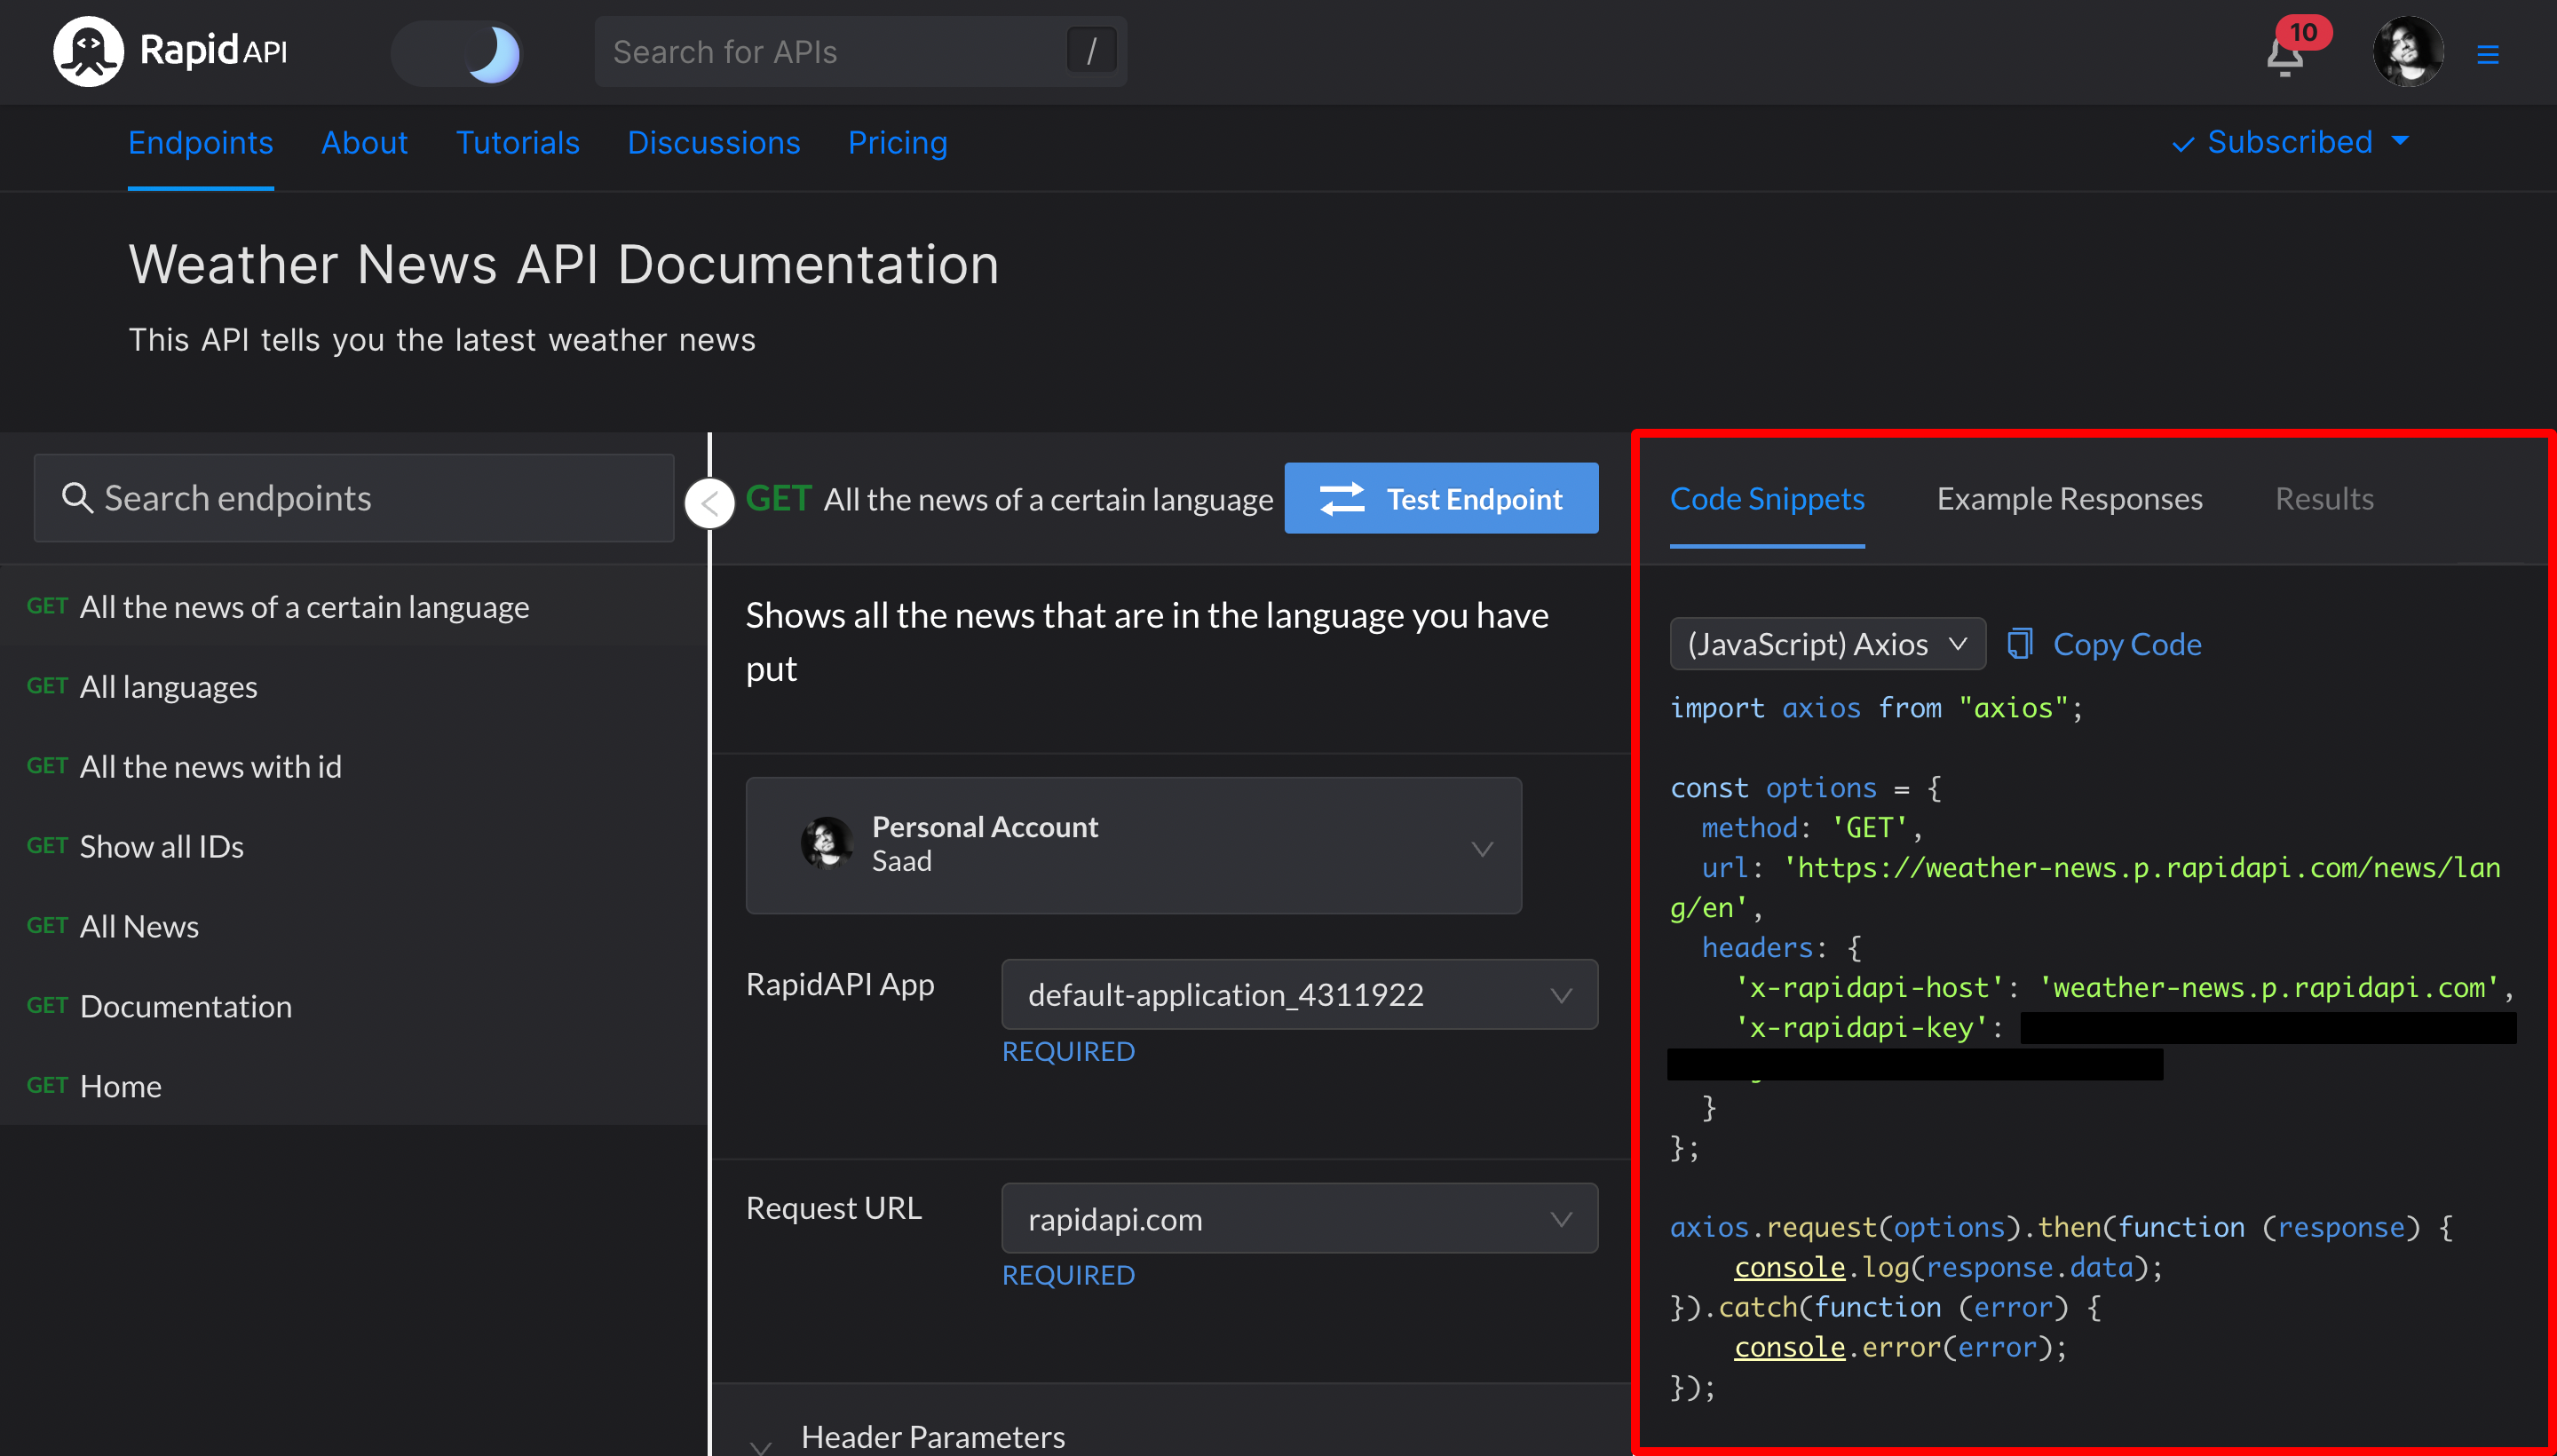 Rapid API
Search for APIs
/
10
Endpoints
About
Tutorials
Discussions
Pricing
Subscribed
Weather News API Documentation
This API tells you the latest weather news
Search endpoints
GET All the news of a certain language
GET All languages
GET All the news with id
GET Show all IDs
GET All News
GET Documentation
GET Home
GET All the news of a certain language
Test Endpoint
Shows all the news that are in the language you have
put
Personal Account
Saad
RapidAPI App
default-application_4311922
REQUIRED
Request URL
rapidapi.com
REQUIRED
Header Parameters
Code Snippets
Example Responses
Results
(JavaScript) Axios
Copy Code
import axios from "axios";
const options = {
method: 'GET',
url: 'https://weather-news.p.rapidapi.com/news/lan
g/en',
headers: {
'x-rapidapi-host': 'weather-news.p.rapidapi.com',
'x-rapidapi-key':
}
};
axios.request(options).then(function (response) {
console.log(response.data);
}).catch(function (error) {
console.error(error);
});